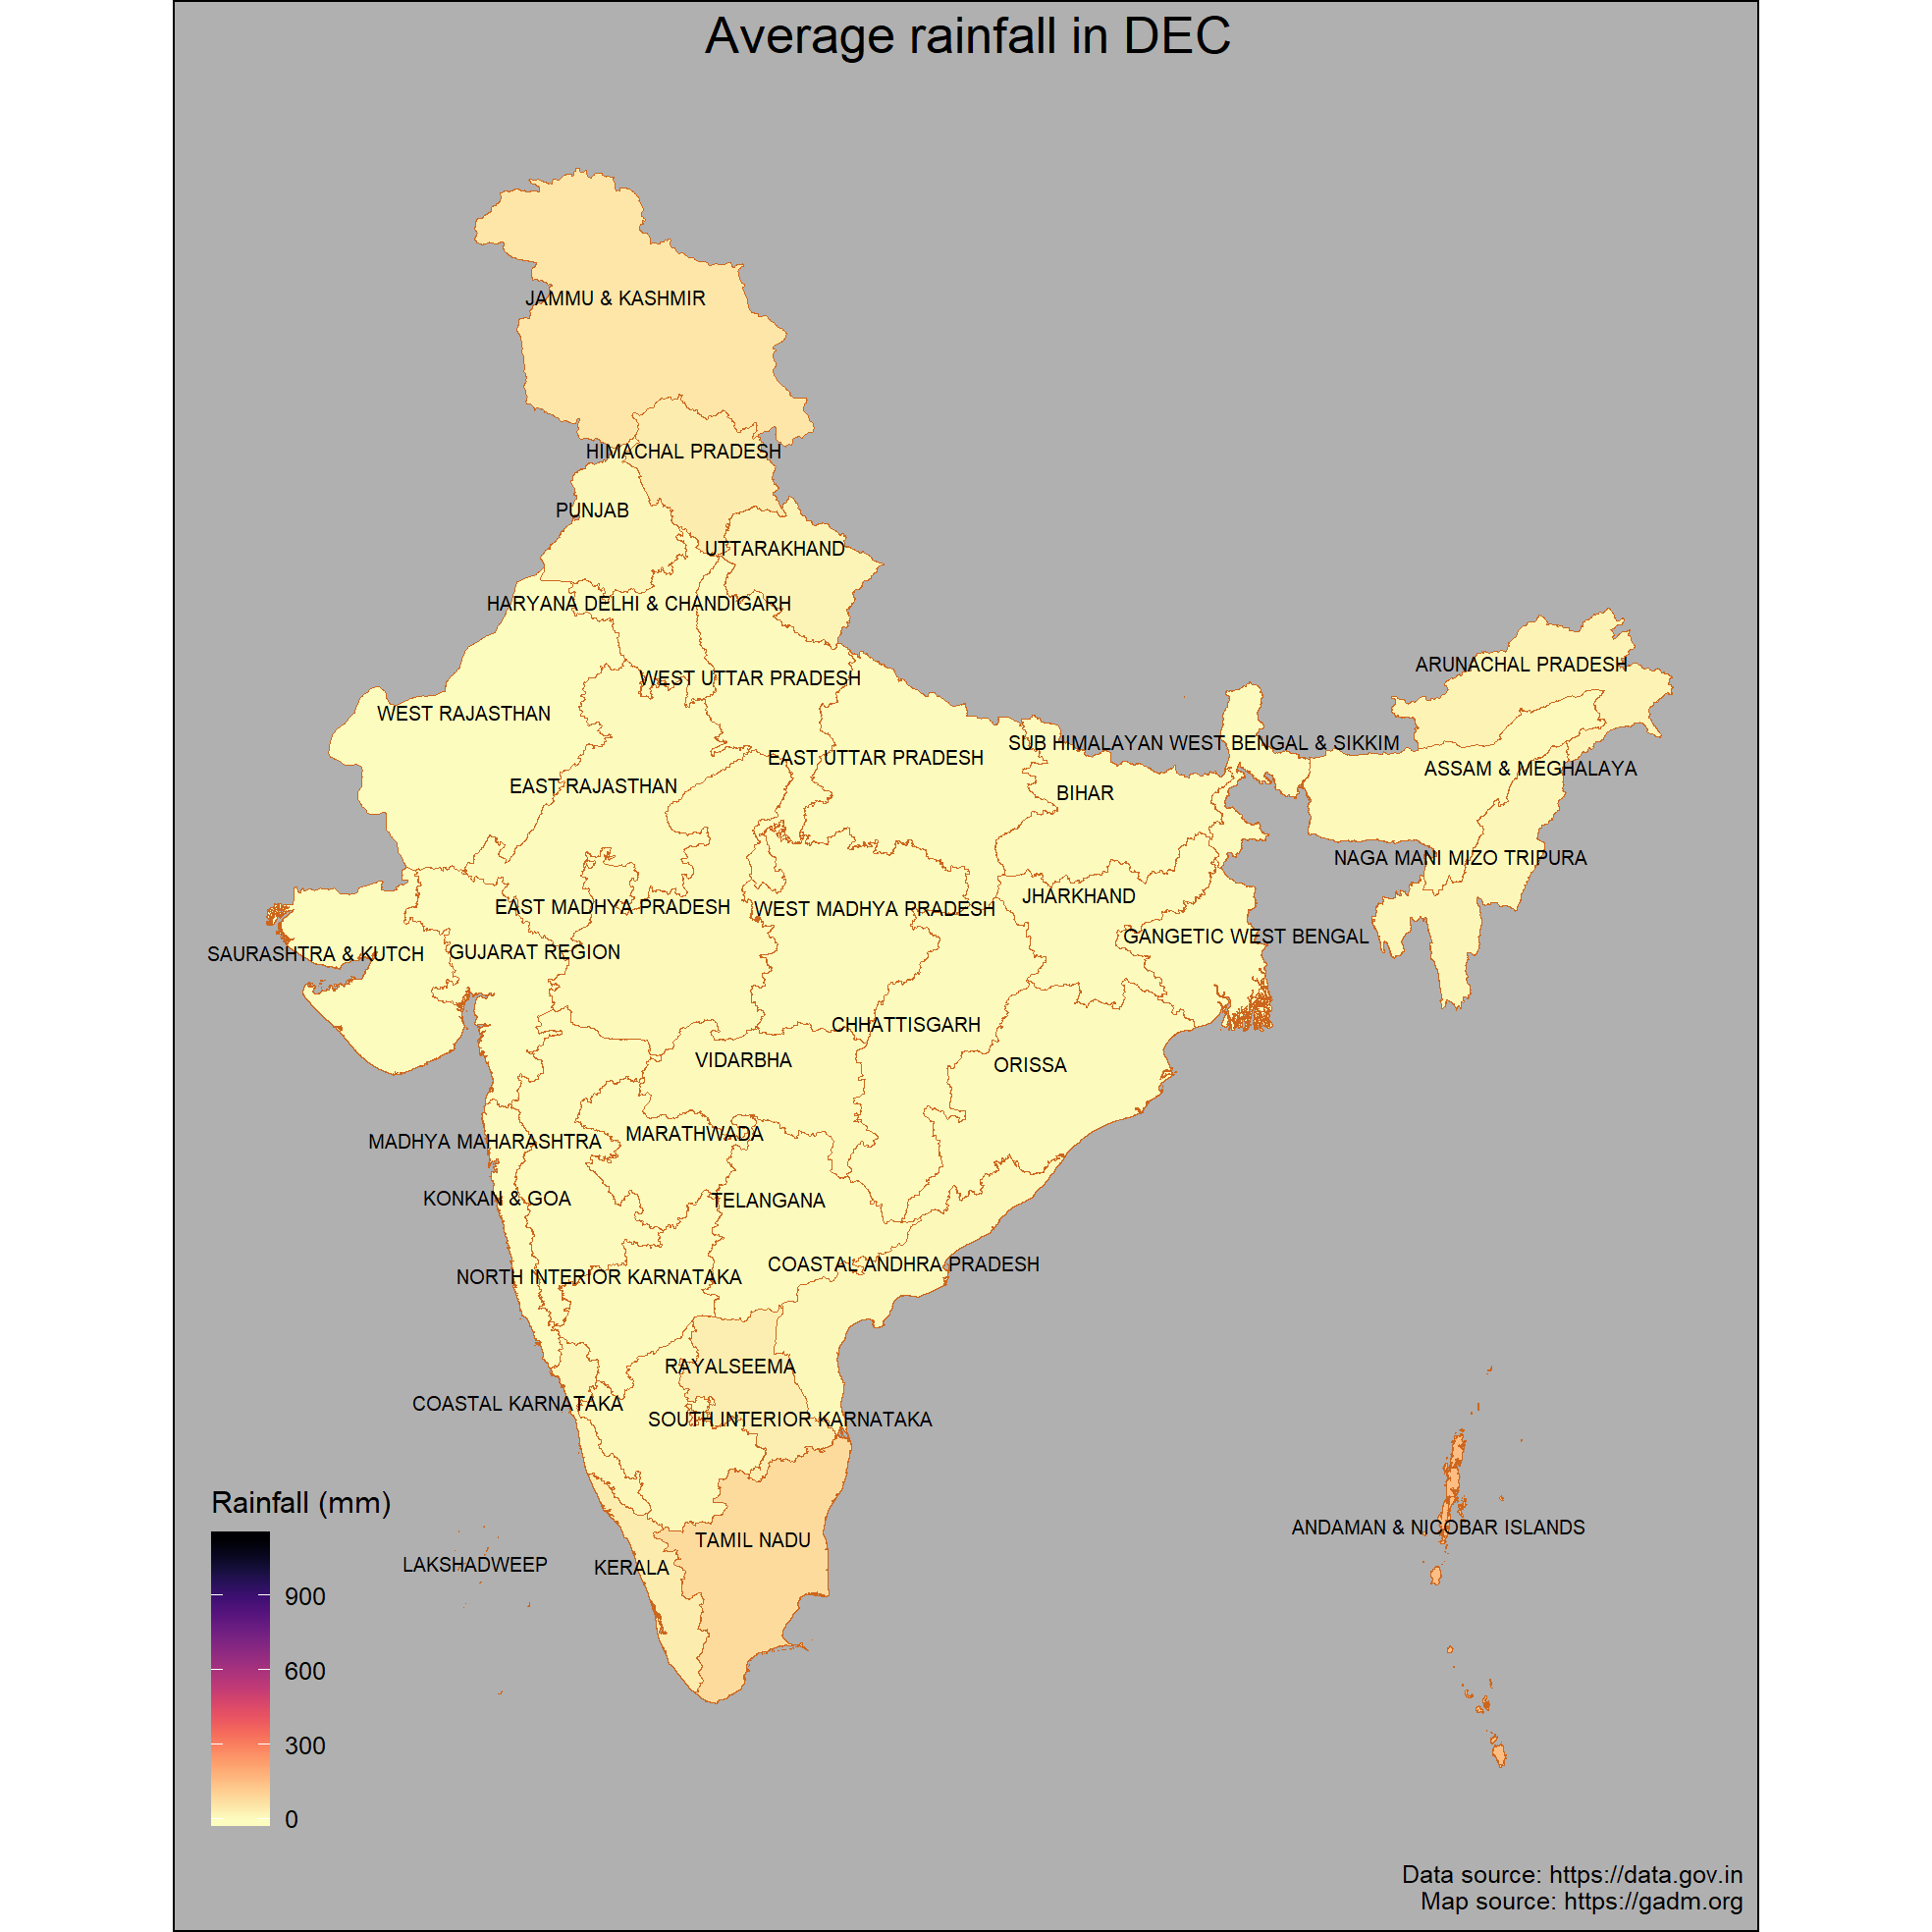 Average rainfall in DEC
JAMMU & KASHMIR
HIMACHAL PRADESH
PUNJAB
UTTARAKHAND
HARYANA DELHI & CHANDIGARH
ARUNACHAL PRADESH
WEST UTTAR PRADESH
WEST RAJASTHAN
SUB HIMALAYAN WEST BENGAL & SIKKIM
EAST UTTAR PRADESH
ASSAM & MEGHALAYA
EAST RAJASTHAN
BIHAR
NAGA MANI MIZO TRIPURA
JHARKHAND
EAST MADHYA PRADESH
WEST MADHYA PRADESH
GANGETIC WEST BENGAL
SAURASHTRA & KUTCH
GUJARAT REGION
CHHATTISGARH
VIDARBHA
ORISSA
MARATHWADA
MADHYA MAHARASHTRA
KONKAN & GOA
TELANGANA
COASTAL ANDHRA PRADESH
NORTH INTERIOR KARNATAKA
RAYALSEEMA
COASTAL KARNATAKA
SOUTH INTERIOR KARNATAKA
Rainfall (mm)
ANDAMAN & NICOBAR ISLANDS
TAMIL NADU
LAKSHADWEEP
KERALA
900
600
300
0
Data source: https://data.gov.in
Map source: https://gadm.org